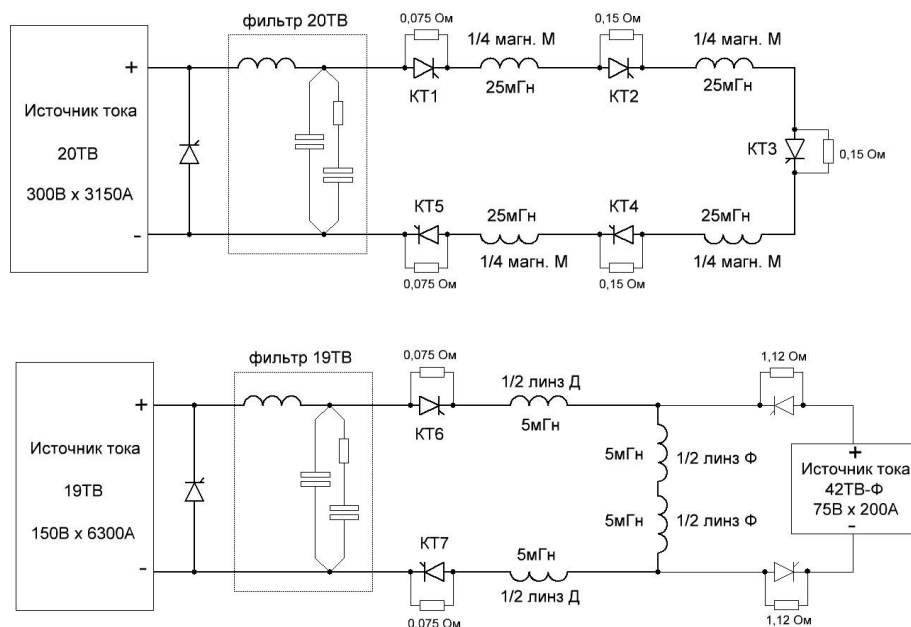 фильтр 20ТВ
0,075 Ом
1/4 магн. М
0,15 Ом
1/4 магн. М
+
Источник тока
20ТВ
300В х 3150А
-
КТ1
25мГн
КТ2
25мГн
КТ3
0,15 Ом
КТ5
25мГн
КТ4
25мГн
0,075 Ом
1/4 магн. М
0,15 Ом
1/4 магн. М
фильтр 19ТВ
0,075 Ом
1/2 линз Д
1,12 Ом
+
Источник тока
19ТВ
150В х 6300А
-
КТ6
5мГн
5мГн
1/2 линз Ф
5мГн
1/2 линз Ф
+
Источник тока
42ТВ-Ф
75В х 200А
-
КТ7
5мГн
0,075 Ом
1/2 линз Д
1,12 Ом